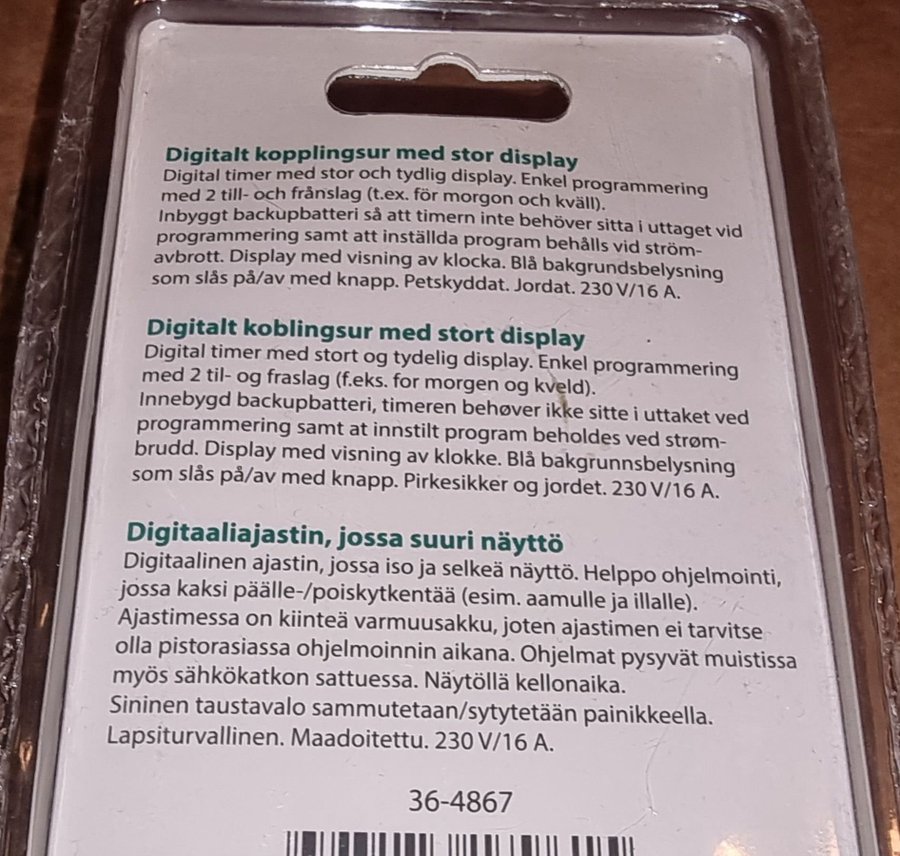 Digitalt kopplingsur med stor display
Digital timer med stor och tydlig display. Enkel programmering
med 2 till- och frånslag (t.ex. för morgon och kväll).
Inbyggt backupbatteri så att timern inte behöver sitta i uttaget vid
programmering samt att inställda program behålls vid ström-
avbrott. Display med visning av klocka. Blå bakgrundsbelysning
som slås på/av med knapp. Petskyddat. Jordat. 230 V/16 A.
Digitalt koblingsur med stort display
Digital timer med stort og tydelig display. Enkel programmering
med 2 til- og fraslag (f.eks. for morgen og kveld).
Innebygd backupbatteri, timeren behøver ikke sitte i uttaket ved
programmering samt at innstilt program beholdes ved strøm-
brudd. Display med visning av klokke. Blå bakgrunnsbelysning
som slås på/av med knapp. Pirkesikker og jordet. 230 V/16 A.
Digitaaliajastin, jossa suuri näyttö
Digitaalinen ajastin, jossa iso ja selkeä näyttö. Helppo ohjelmointi,
jossa kaksi päälle-/poiskytkentää (esim. aamulle ja illalle).
Ajastimessa on kiinteä varmuusakku, joten ajastimen ei tarvitse
olla pistorasiassa ohjelmoinnin aikana. Ohjelmat pysyvät muistissa
myös sähkökatkon sattuessa. Näytöllä kellonaika.
Sininen taustavalo sammutetaan/sytytetään painikkeella.
Lapsiturvallinen. Maadoitettu. 230 V/16 A.
36-4867